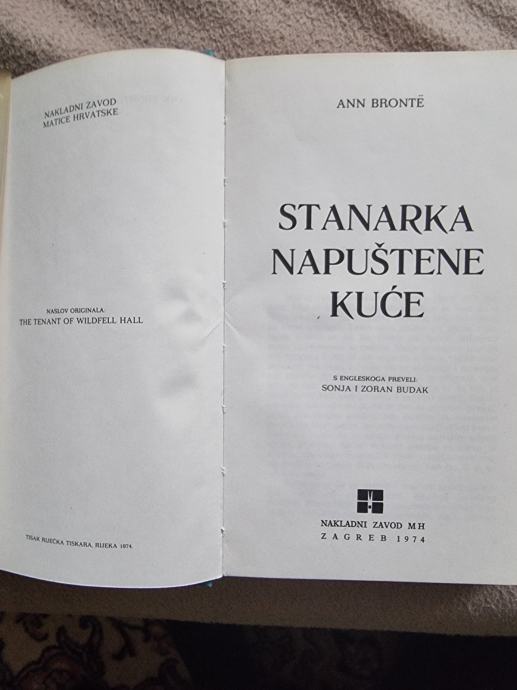 NAKLADNI ZAVOD
MATICE HRVATSKE
NASLOV ORIGINALA:
THE TENANT OF WILDFELL HALL
TISAK RIJEČKA TISKARA, RIJEKA 1974.
ANN BRONTË
STANARKA
NAPUŠTENE
KUĆE
S ENGLESKOGA PREVELI:
SONJA I ZORAN BUDAK
NAKLADNI ZAVOD MH
ZAGREB 1974